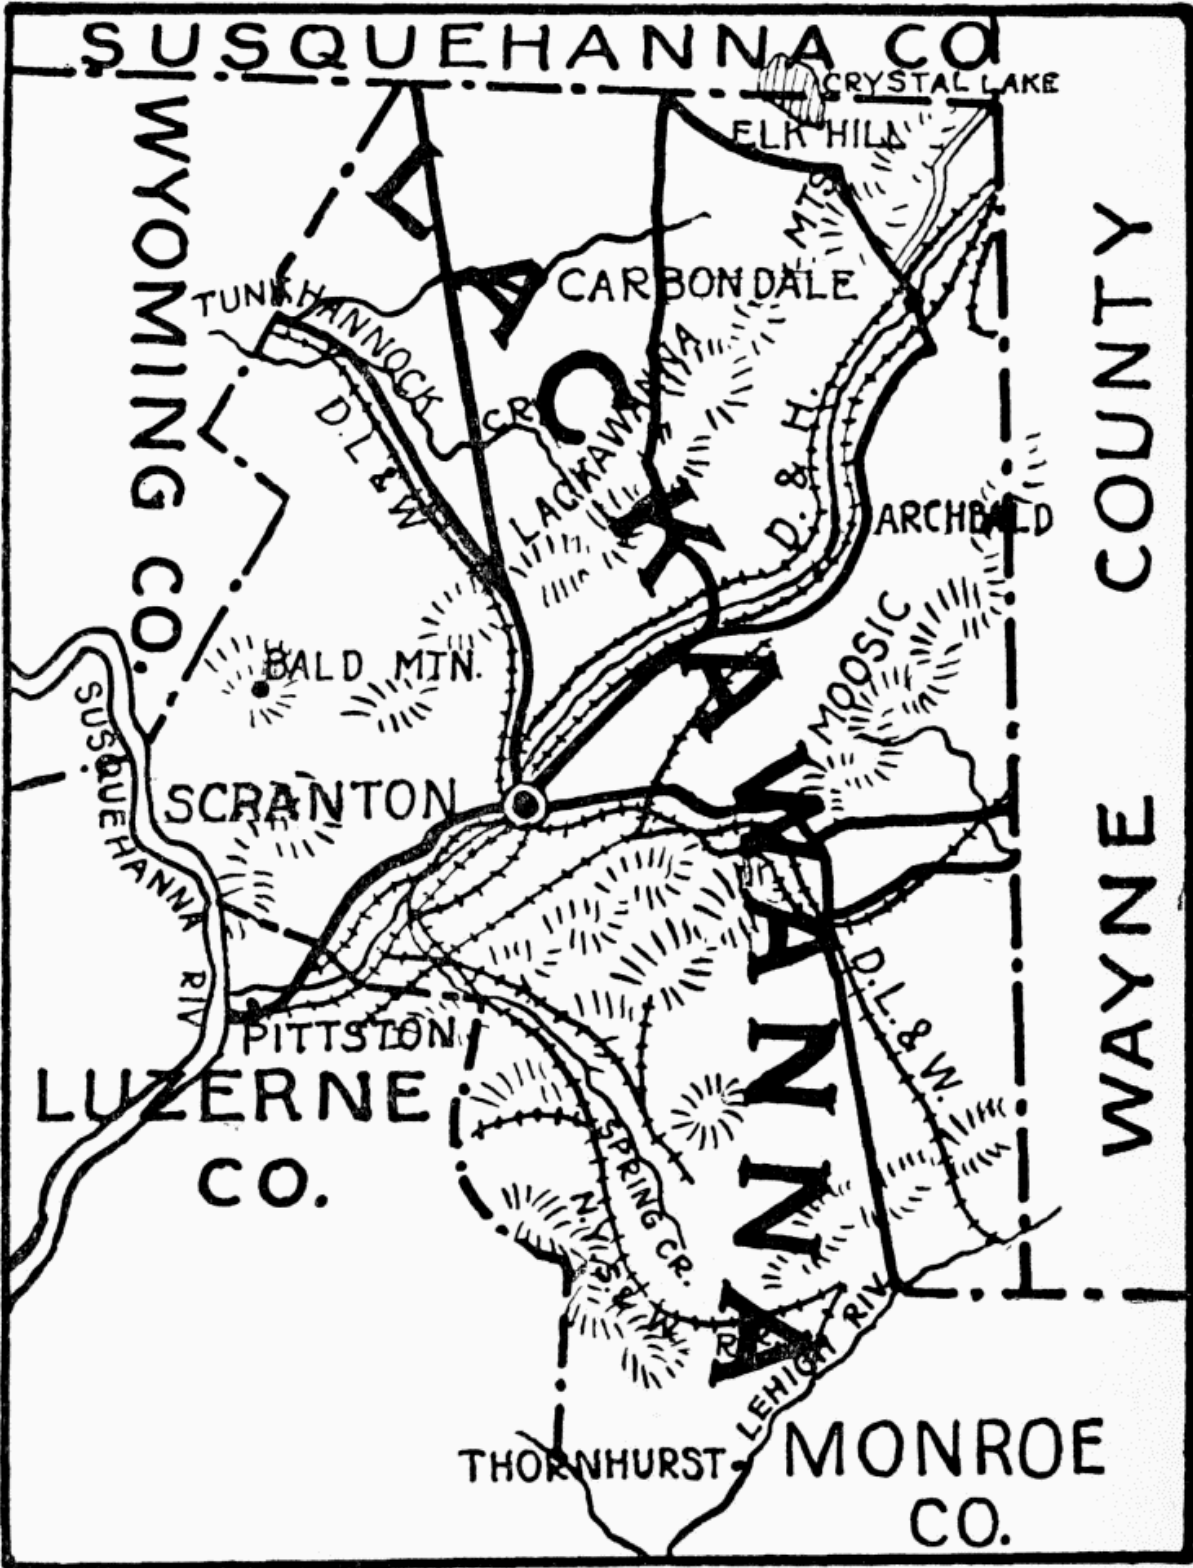 SUSQUEHANNA CO
CRYSTAL LAKE
ELK HILL
MTS
WYOMING CO.
LACKAWANNA
CARBONDALE
TUNKHANNOCK CR.
D. L & W
LACKAWANNA
D. & H.
ARCHBALD
WAYNE COUNTY
BALD MTN.
MOOSIC
MT
SUSQUEHANNA RIV
SCRANTON
PITTSTON
LUZERNE
CO.
D. L. & W.
SPRING CR.
N.Y.S & W. R.R.
LEHIGH RIV
THORNHURST
MONROE
CO.